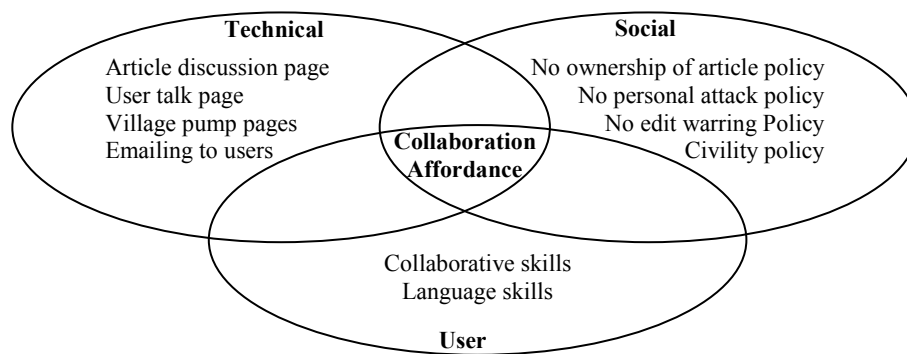 Technical
Article discussion page
User talk page
Village pump pages
Emailing to users
Social
No ownership of article policy
No personal attack policy
No edit warring Policy
Civility policy
Collaboration
Affordance
Collaborative skills
Language skills
User